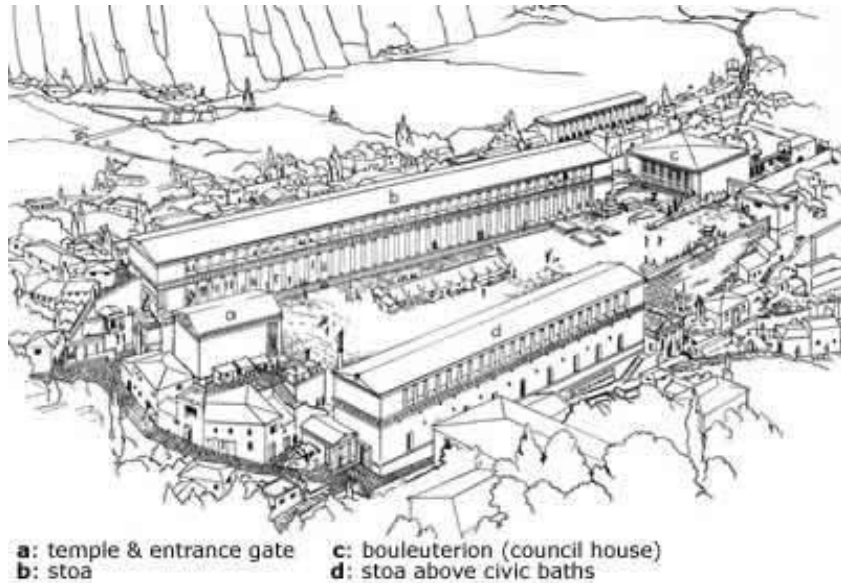 c
b
a
d
a: temple & entrance gate c: bouleuterion (council house)
b: stoa d: stoa above civic baths